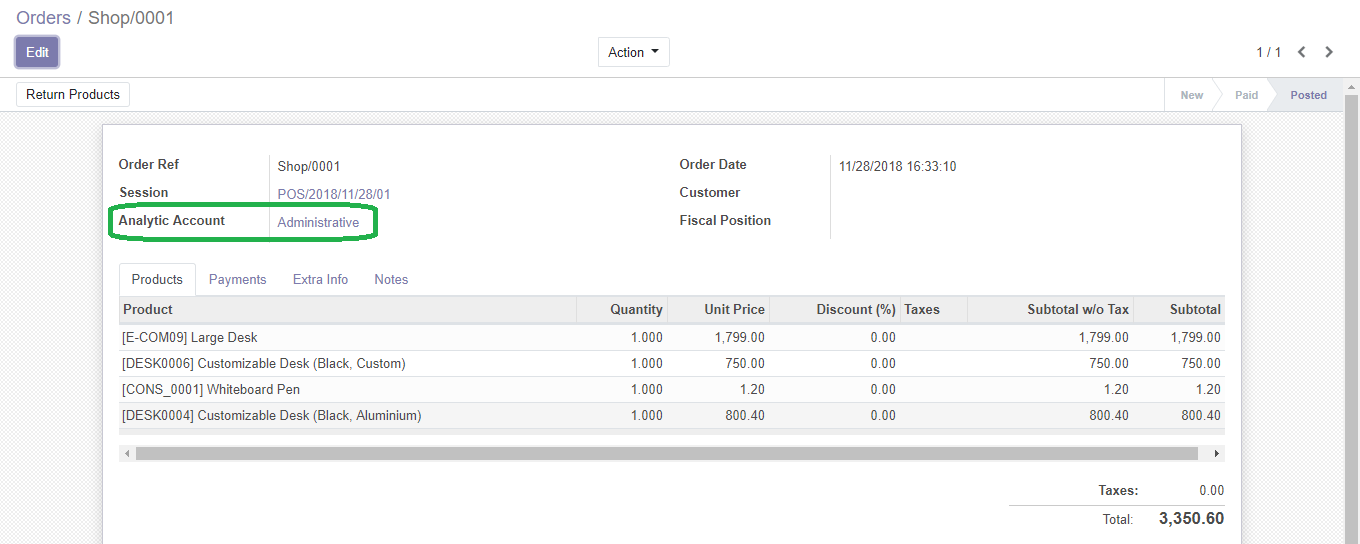 Orders / Shop/0001
Edit Action 1 / 1
Return Products New Paid Posted
Order Ref Shop/0001 Order Date 11/28/2018 16:33:10
Session POS/2018/11/28/01 Customer
Analytic Account Administrative Fiscal Position
Products Payments Extra Info Notes
Product Quantity Unit Price Discount (%) Taxes Subtotal w/o Tax Subtotal
[E-COM09] Large Desk 1.000 1,799.00 0.00 1,799.00 1,799.00
[DESK0006] Customizable Desk (Black, Custom) 1.000 750.00 0.00 750.00 750.00
[CONS_0001] Whiteboard Pen 1.000 1.20 0.00 1.20 1.20
[DESK0004] Customizable Desk (Black, Aluminium) 1.000 800.40 0.00 800.40 800.40
Taxes: 0.00
Total: 3,350.60